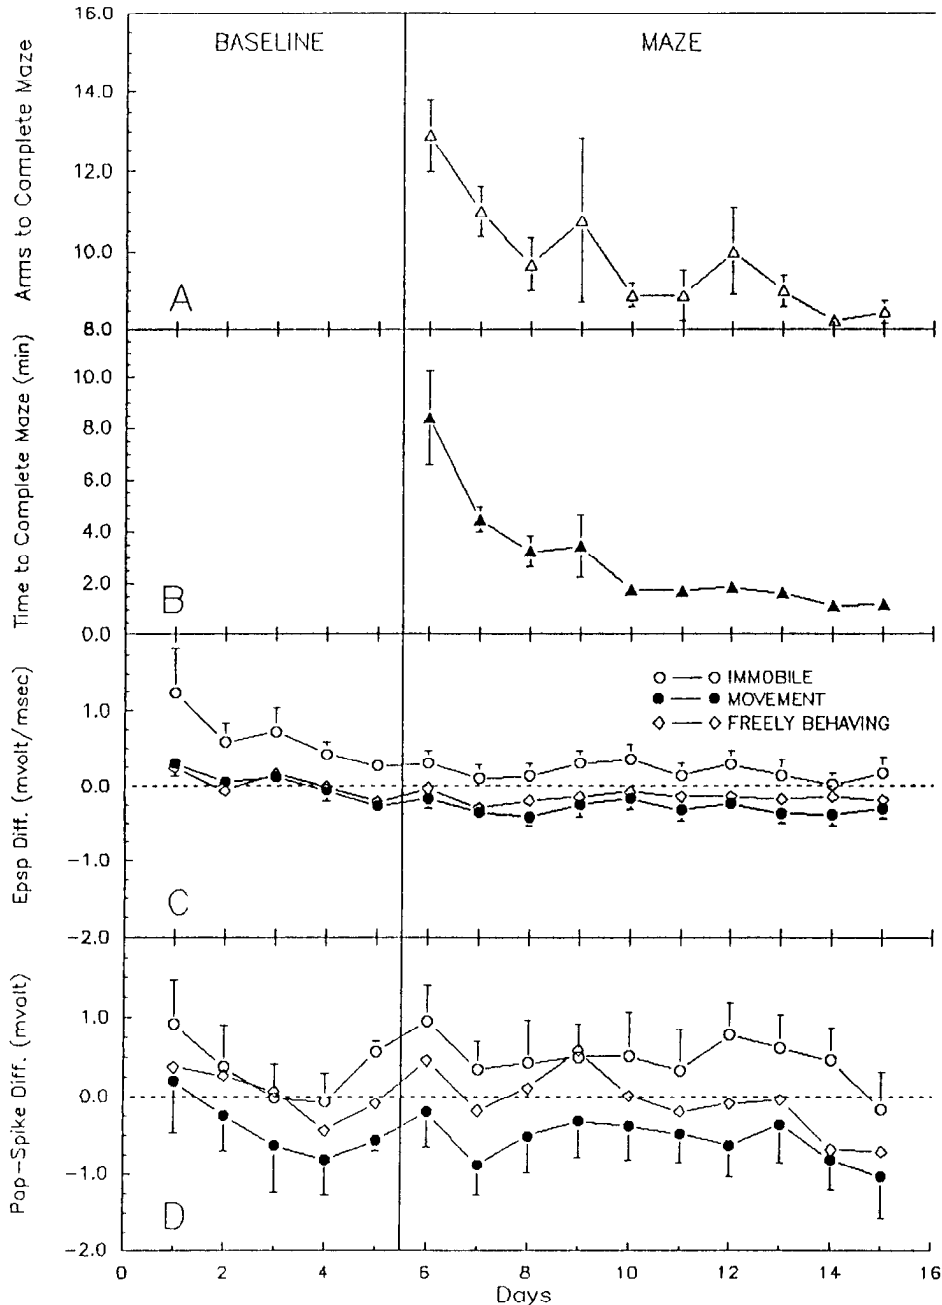 16.0
BASELINE
MAZE
14.0
12.0
10.0
8.0
Arms to Complete Maze
A
10.0
8.0
6.0
4.0
2.0
0.0
Time to Complete Maze (min)
B
1.0
0.0
−1.0
−2.0
Epsp Diff. (mvolt/msec)
IMMOBILE
MOVEMENT
FREELY BEHAVING
C
1.0
0.0
−1.0
−2.0
Pop-Spike Diff. (mvolt)
D
0 2 4 6 8 10 12 14 16
Days